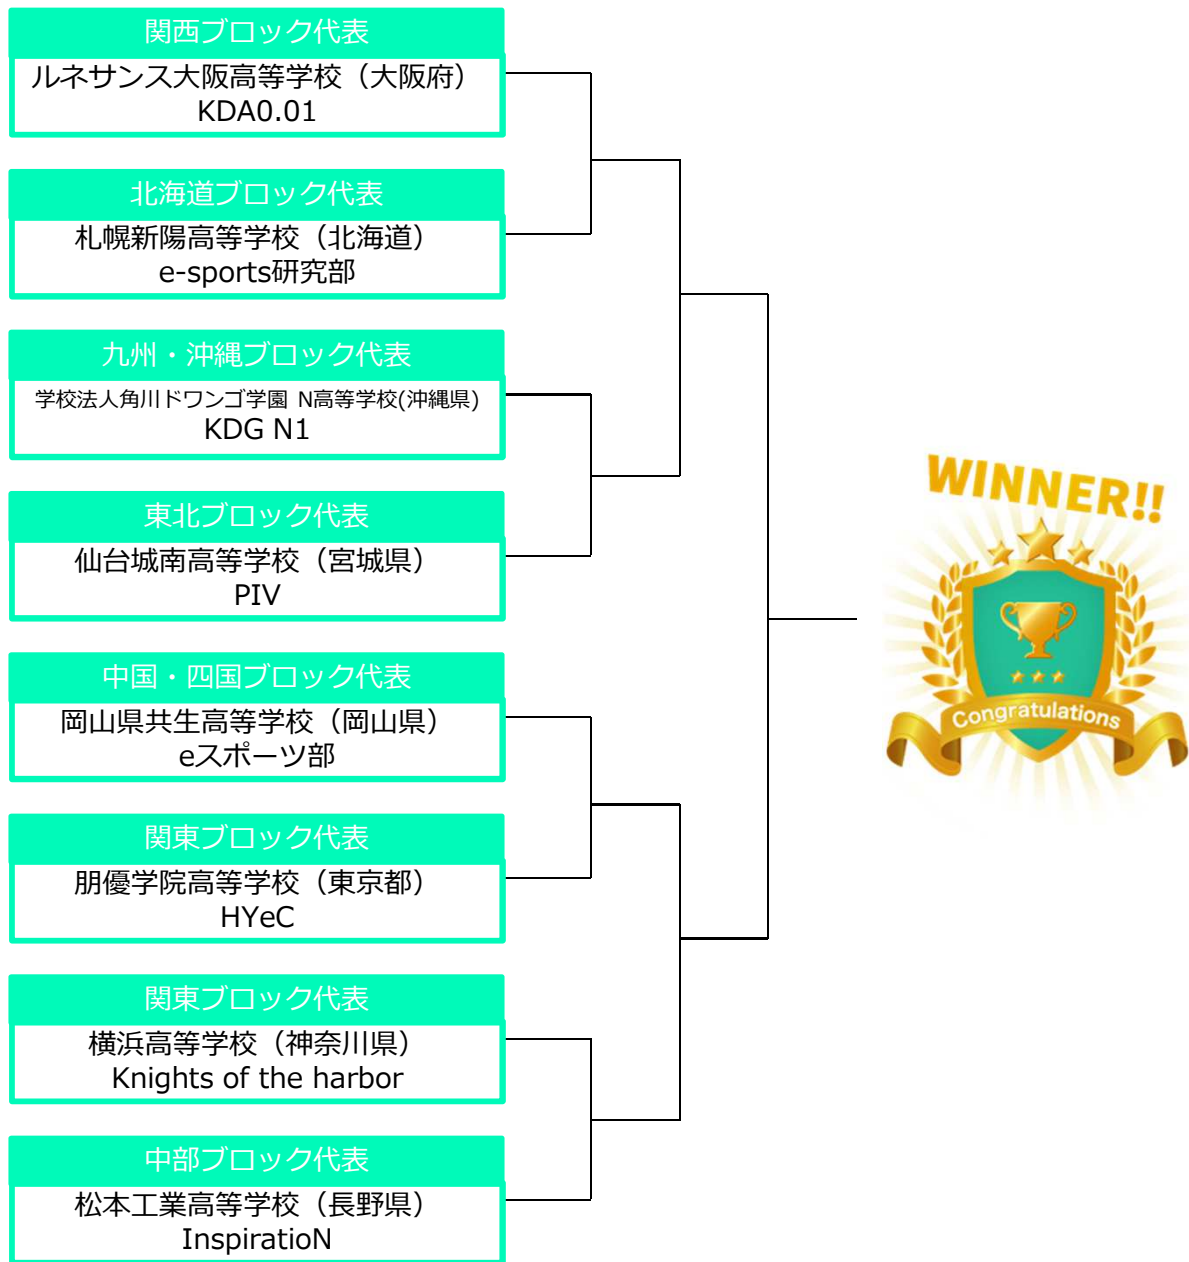 関西ブロック代表
ルネサンス大阪高等学校（大阪府）
KDA0.01
北海道ブロック代表
札幌新陽高等学校（北海道）
e-sports研究部
九州・沖縄ブロック代表
学校法人角川ドワンゴ学園 N高等学校(沖縄県)
KDG N1
東北ブロック代表
仙台城南高等学校（宮城県）
PIV
中国・四国ブロック代表
岡山県共生高等学校（岡山県）
eスポーツ部
関東ブロック代表
朋優学院高等学校（東京都）
HYeC
関東ブロック代表
横浜高等学校（神奈川県）
Knights of the harbor
中部ブロック代表
松本工業高等学校（長野県）
InspiratioN
WINNER!!
Congratulations